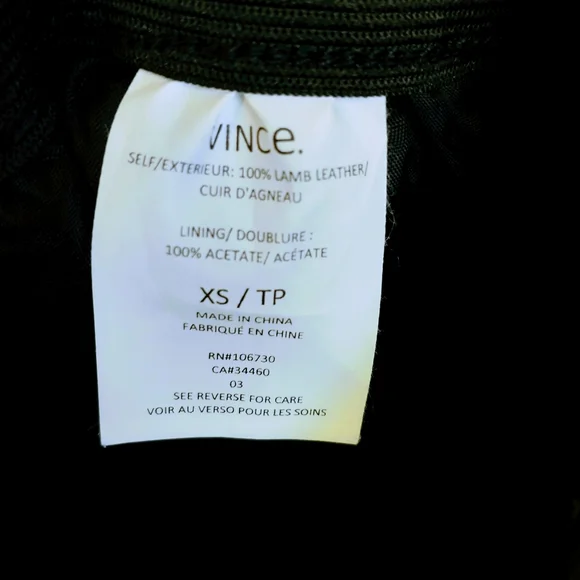 VINCe.
SELF/EXTERIEUR: 100% LAMB LEATHER/
CUIR D'AGNEAU
LINING/ DOUBLURE :
100% ACETATE/ ACÉTATE
XS / TP
MADE IN CHINA
FABRIQUÉ EN CHINE
RN#106730
CA#34460
03
SEE REVERSE FOR CARE
VOIR AU VERSO POUR LES SOINS